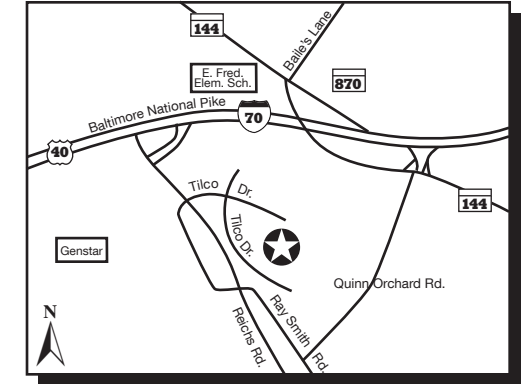 144
Baile's Lane
E. Fred.
Elem. Sch.
870
Baltimore National Pike
70
40
144
Tilco Dr.
Tilco Dr.
Genstar
Quinn Orchard Rd.
N
Reichs Rd.
Ray Smith Rd.